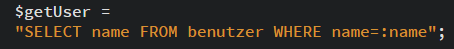 $getUser =
"SELECT name FROM benutzer WHERE name=:name";